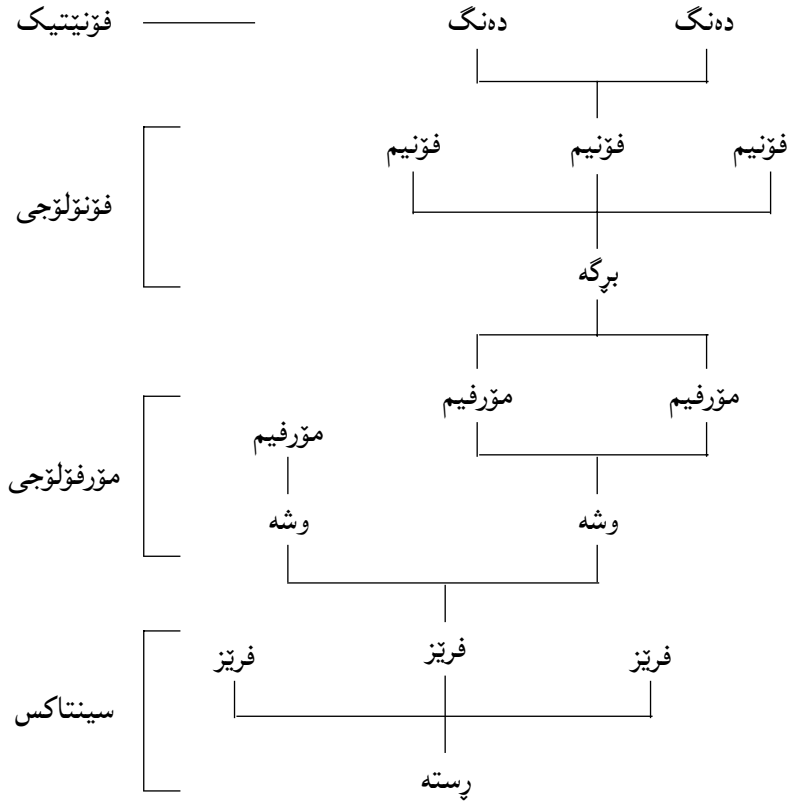 دەنگ دەنگ فۆنێتیک
فۆنیم فۆنیم فۆنیم
فۆنۆلۆجی
بڕگە
مۆرفیم مۆرفیم
مۆرفیم
مۆرفۆلۆجی
وشە وشە
فرێز فرێز فرێز
سینتاکس
ڕستە